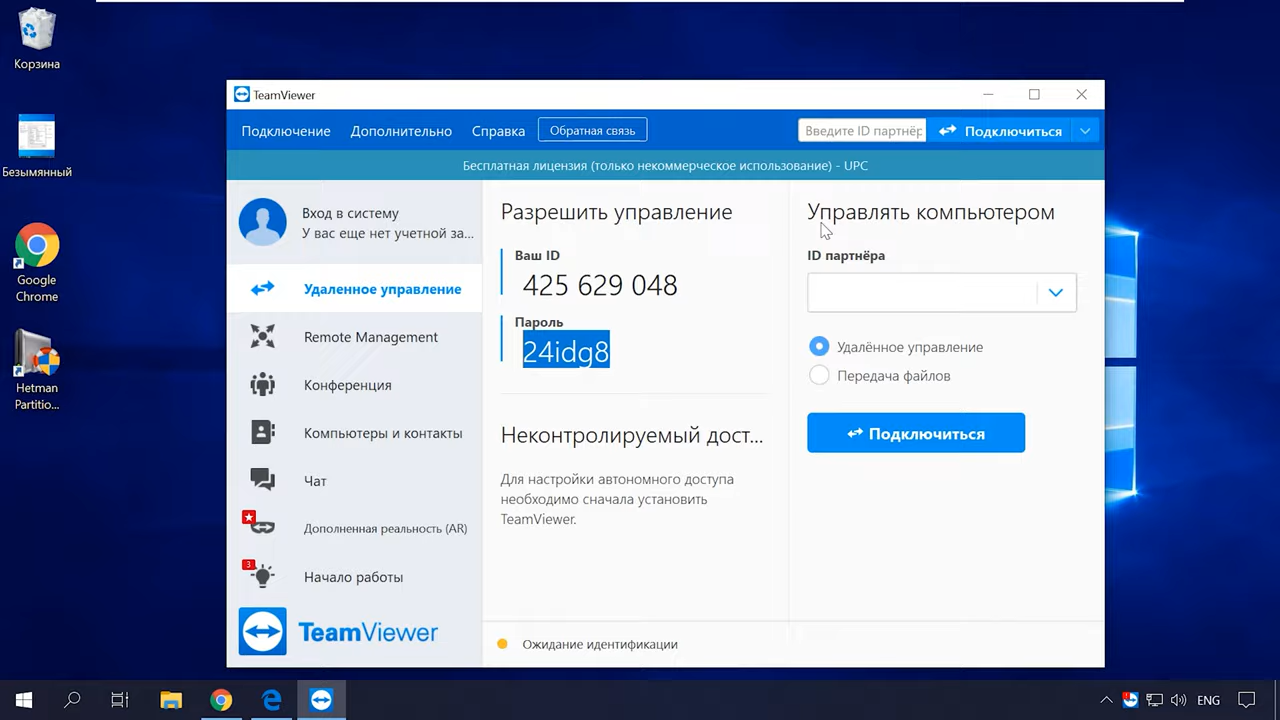 Корзина
Безымянный
Google
Chrome
Hetman
Partitio...
TeamViewer
Подключение Дополнительно Справка Обратная связь
Введите ID партнёр Подключиться
Бесплатная лицензия (только некоммерческое использование) - UPC
Вход в систему
У вас еще нет учетной за...
Удаленное управление
Remote Management
Конференция
Компьютеры и контакты
Чат
Дополненная реальность (AR)
3
Начало работы
TeamViewer
Разрешить управление
Ваш ID
425 629 048
Пароль
24idg8
Неконтролируемый дост...
Для настройки автономного доступа
необходимо сначала установить
TeamViewer.
Управлять компьютером
ID партнёра
Удалённое управление
Передача файлов
Подключиться
Ожидание идентификации
ENG